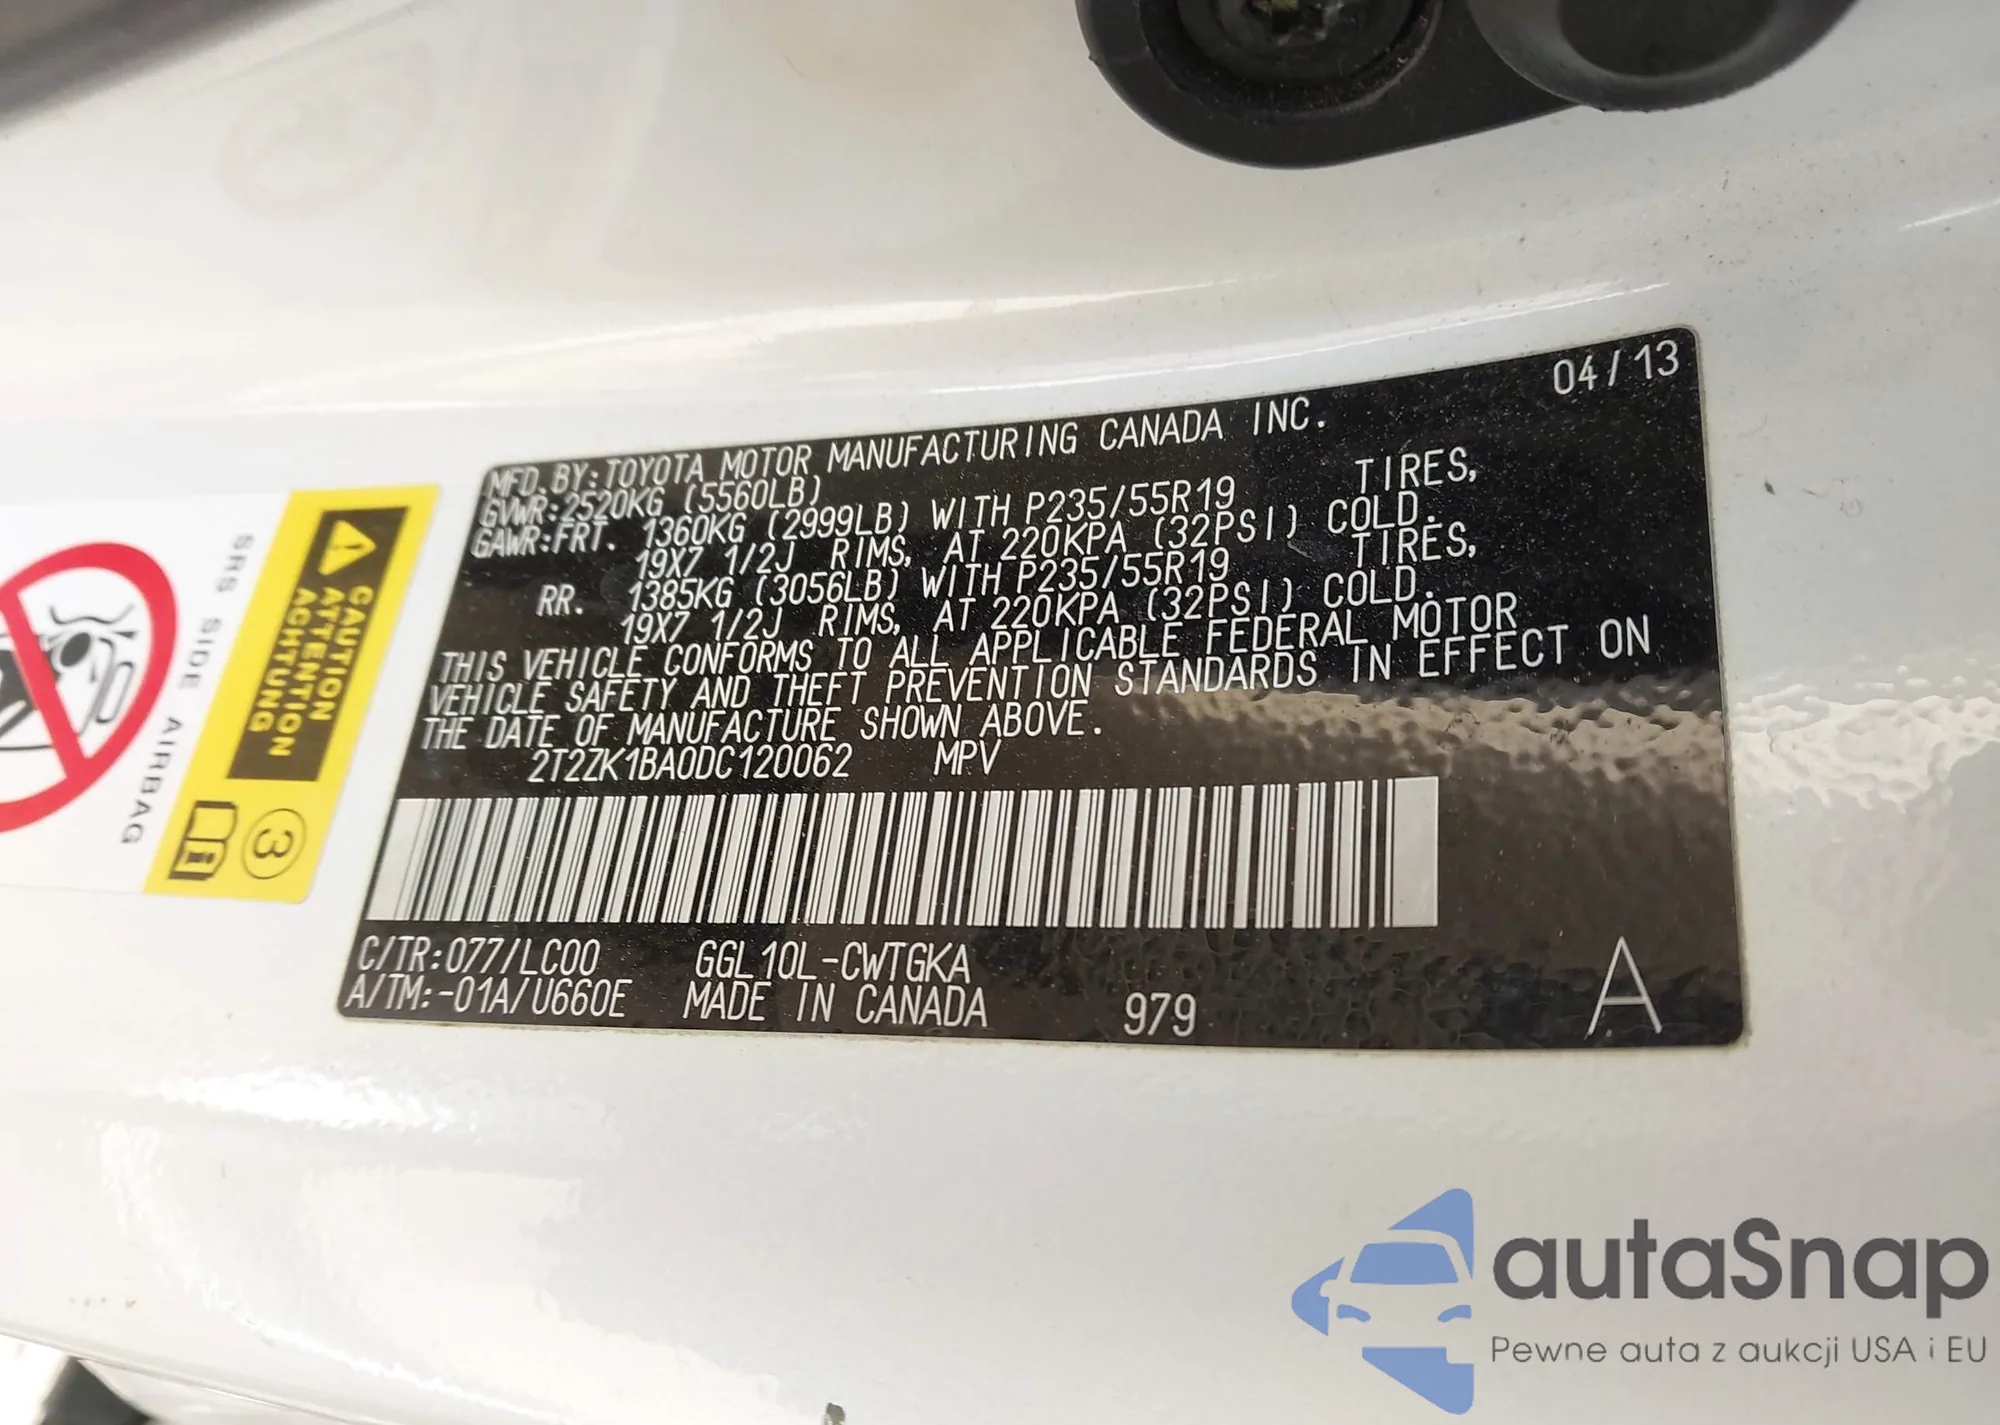 04/13
MFD. BY: TOYOTA MOTOR MANUFACTURING CANADA INC.
GVWR: 2520KG (5560LB)
GAWR: FRT. 1360KG (2999LB) WITH P235/55R19 TIRES,
19X7 1/2J RIMS, AT 220KPA (32PSI) COLD.
RR. 1385KG (3056LB) WITH P235/55R19 TIRES,
19X7 1/2J RIMS, AT 220KPA (32PSI) COLD.
THIS VEHICLE CONFORMS TO ALL APPLICABLE FEDERAL MOTOR
VEHICLE SAFETY AND THEFT PREVENTION STANDARDS IN EFFECT ON
THE DATE OF MANUFACTURE SHOWN ABOVE.
2T2ZK1BA0DC120062 MPV
C/TR: 077/LC00 GGL10L-CWTGKA
A/TM: -01A/U660E MADE IN CANADA 979 A
SRS SIDE AIRBAG
CAUTION
ATTENTION
ACHTUNG
3
autaSnap
Pewne auta z aukcji USA i EU